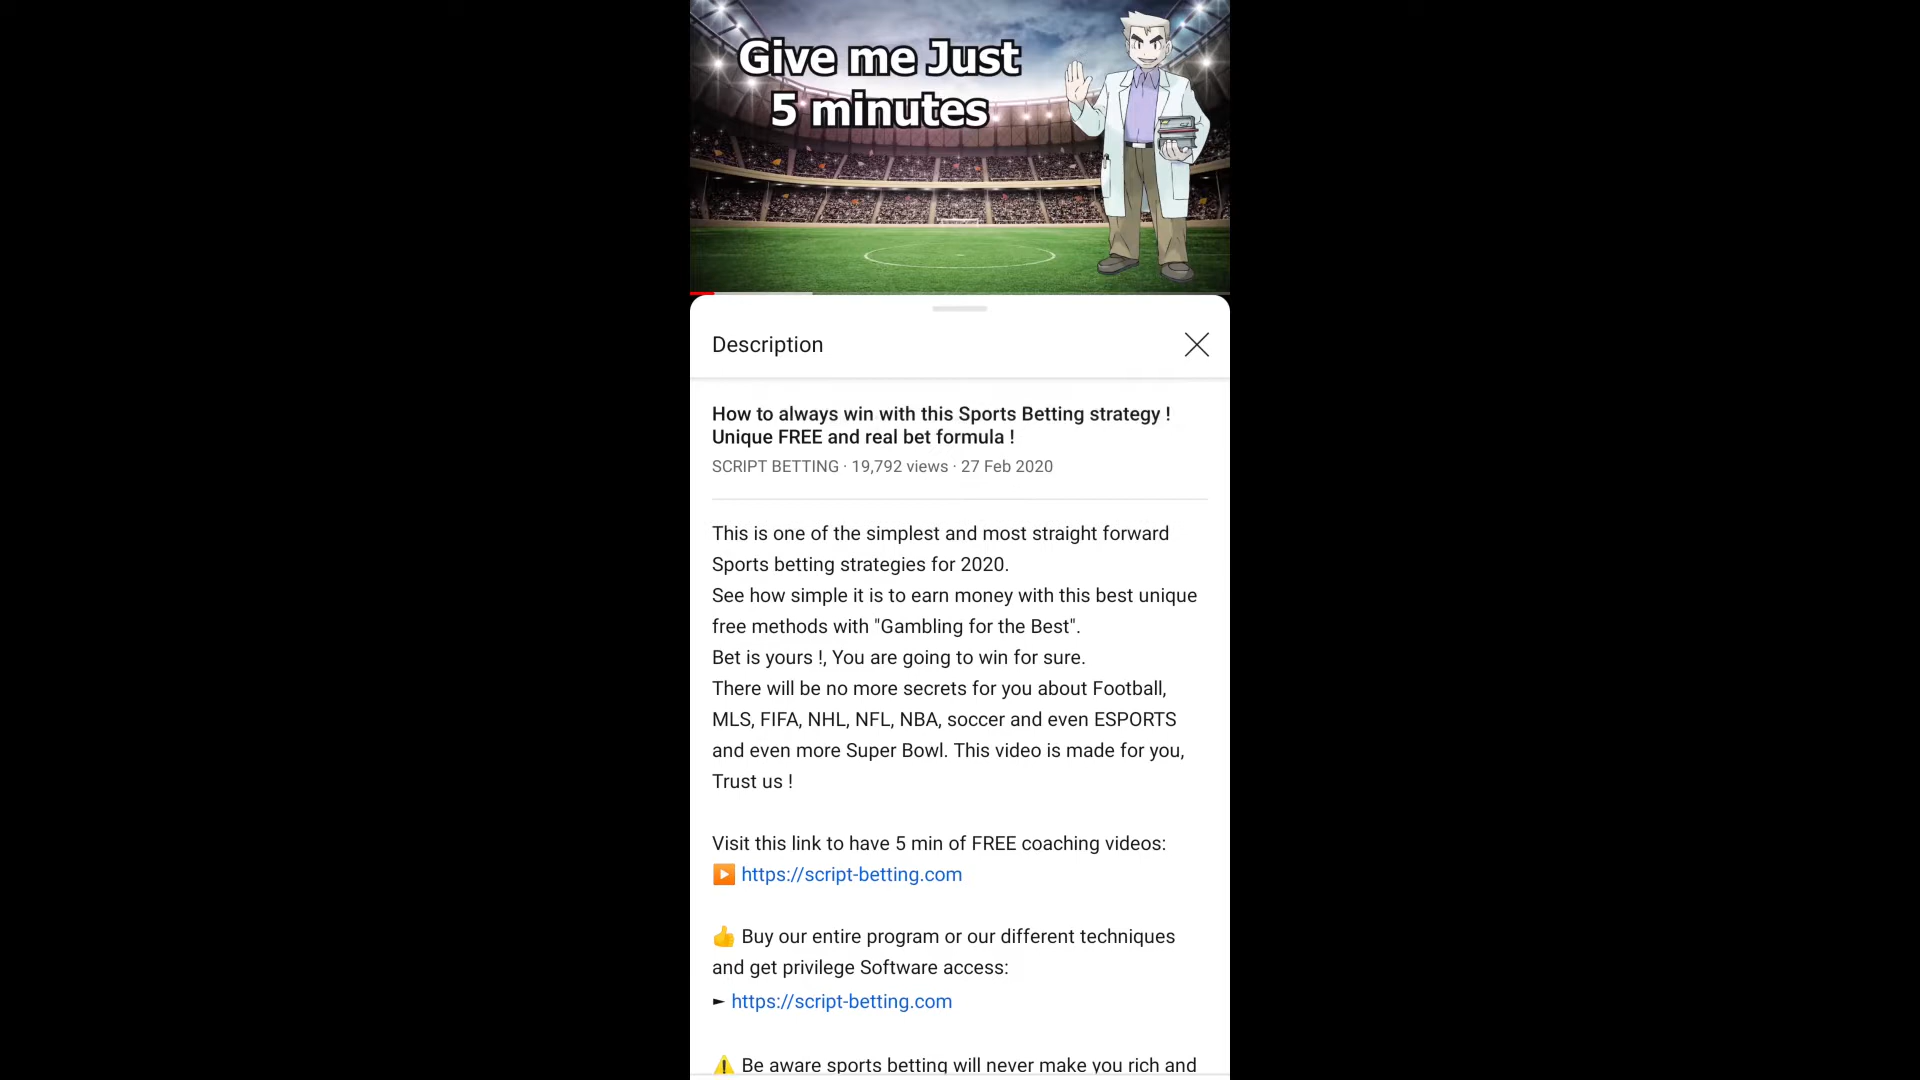 Give me Just
5 minutes
Description
How to always win with this Sports Betting strategy !
Unique FREE and real bet formula !
SCRIPT BETTING · 19,792 views · 27 Feb 2020
This is one of the simplest and most straight forward
Sports betting strategies for 2020.
See how simple it is to earn money with this best unique
free methods with "Gambling for the Best".
Bet is yours !, You are going to win for sure.
There will be no more secrets for you about Football,
MLS, FIFA, NHL, NFL, NBA, soccer and even ESPORTS
and even more Super Bowl. This video is made for you,
Trust us !
Visit this link to have 5 min of FREE coaching videos:
▶️ https://script-betting.com
👍 Buy our entire program or our different techniques
and get privilege Software access:
► https://script-betting.com
⚠️ Be aware sports betting will never make you rich and